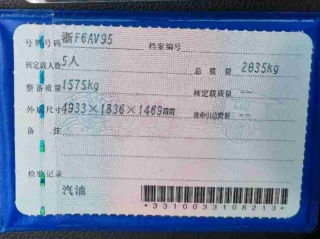 号牌号码 浙F6AV95 档案编号
核定载人数 5人 总质量 2035kg
整备质量 1575kg 核定载质量 --
外廓尺寸 4933×1836×1469mm 准牵引总质量 --
备注
检验记录
汽油
*3310033108213*